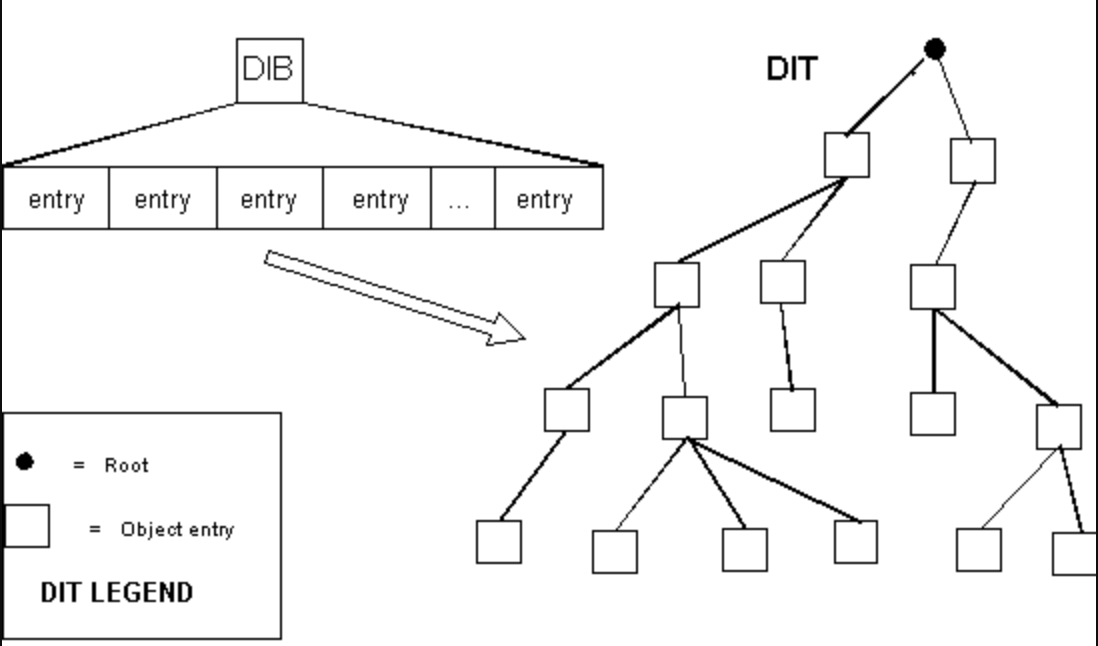 DIB
DIT
entry entry entry entry ... entry
= Root
= Object entry
DIT LEGEND